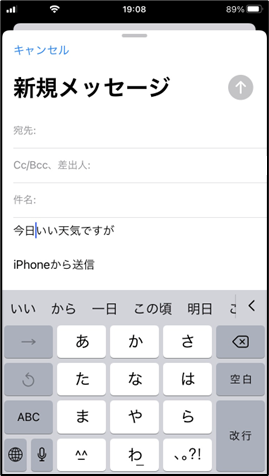 19:08 89%
キャンセル
新規メッセージ
宛先:
Cc/Bcc、差出人:
件名:
今日いい天気ですが
iPhoneから送信
いい から 一日 この頃 明日
→ あ か さ
た な は 空白
ABC ま や ら 改行
^^ わ 、。?!